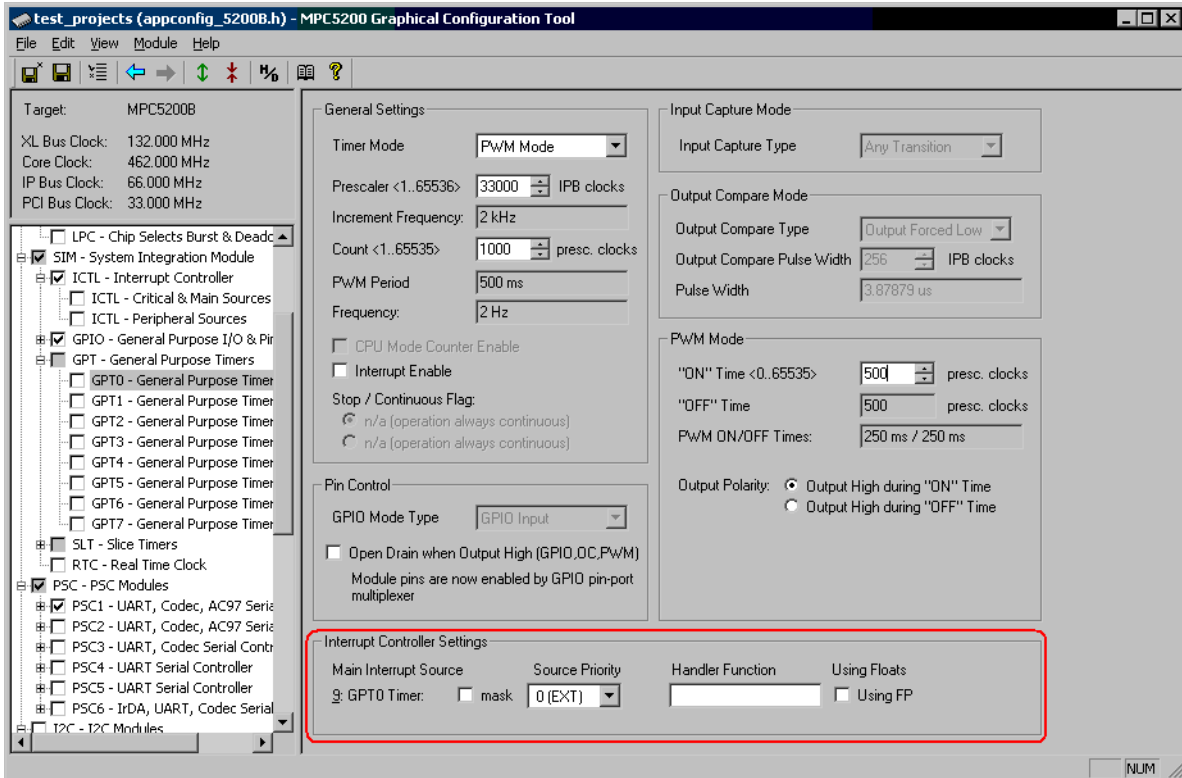 test_projects (appconfig_5200B.h) - MPC5200 Graphical Configuration Tool
File Edit View Module Help
Target: MPC5200B
XL Bus Clock: 132.000 MHz
Core Clock: 462.000 MHz
IP Bus Clock: 66.000 MHz
PCI Bus Clock: 33.000 MHz
LPC - Chip Selects Burst & Deadc
SIM - System Integration Module
ICTL - Interrupt Controller
ICTL - Critical & Main Sources
ICTL - Peripheral Sources
GPIO - General Purpose I/O & Pin
GPT - General Purpose Timers
GPT0 - General Purpose Timer
GPT1 - General Purpose Timer
GPT2 - General Purpose Timer
GPT3 - General Purpose Timer
GPT4 - General Purpose Timer
GPT5 - General Purpose Timer
GPT6 - General Purpose Timer
GPT7 - General Purpose Timer
SLT - Slice Timers
RTC - Real Time Clock
PSC - PSC Modules
PSC1 - UART, Codec, AC97 Seria
PSC2 - UART, Codec, AC97 Seria
PSC3 - UART, Codec Serial Contr
PSC4 - UART Serial Controller
PSC5 - UART Serial Controller
PSC6 - IrDA, UART, Codec Serial
I2C - I2C Modules
General Settings
Timer Mode PWM Mode
Prescaler <1..65536> 33000 IPB clocks
Increment Frequency: 2 kHz
Count <1..65535> 1000 presc. clocks
PWM Period 500 ms
Frequency: 2 Hz
CPU Mode Counter Enable
Interrupt Enable
Stop / Continuous Flag:
n/a (operation always continuous)
n/a (operation always continuous)
Pin Control
GPIO Mode Type GPIO Input
Open Drain when Output High (GPIO,OC,PWM)
Module pins are now enabled by GPIO pin-port
multiplexer
Input Capture Mode
Input Capture Type Any Transition
Output Compare Mode
Output Compare Type Output Forced Low
Output Compare Pulse Width 256 IPB clocks
Pulse Width 3.87879 us
PWM Mode
"ON" Time <0..65535> 500 presc. clocks
"OFF" Time 500 presc. clocks
PWM ON/OFF Times: 250 ms / 250 ms
Output Polarity: Output High during "ON" Time
Output High during "OFF" Time
Interrupt Controller Settings
Main Interrupt Source Source Priority Handler Function Using Floats
9: GPT0 Timer: mask 0 (EXT) Using FP
NUM